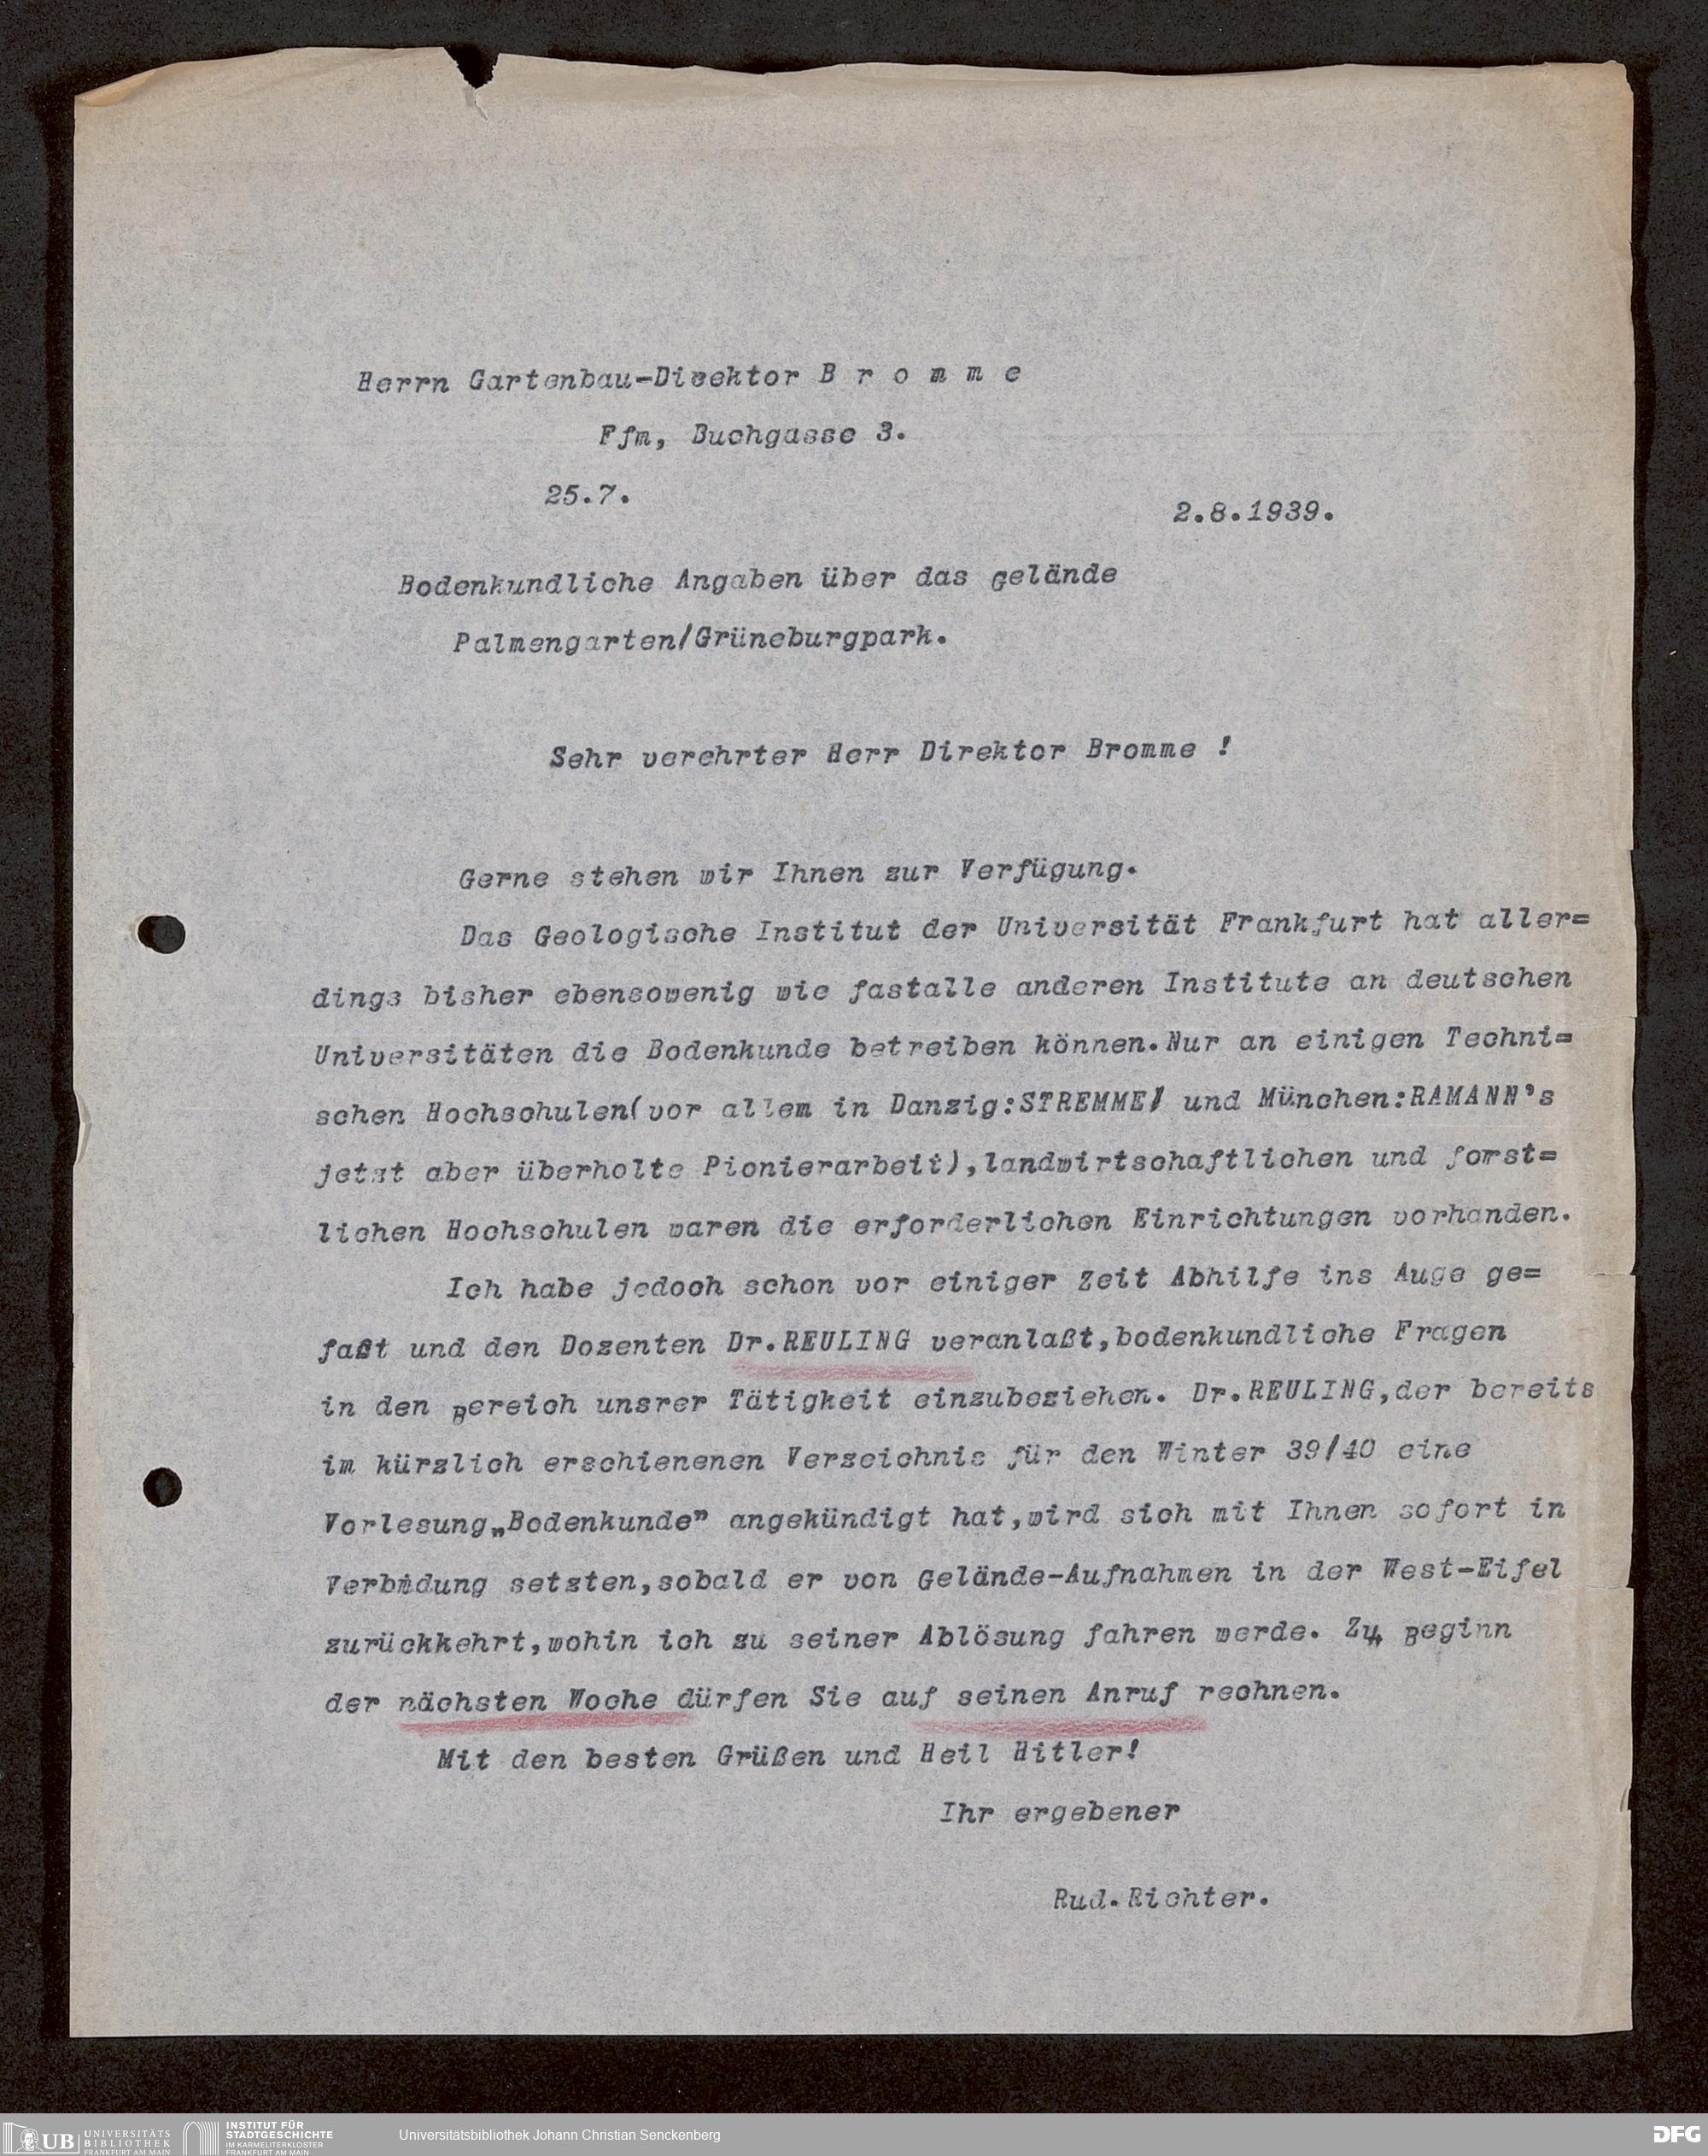 Herrn Gartenbau-Direktor B r o m m e
Ffm, Buchgasse 3.
25.7.
2.8.1939.
Bodenkundliche Angaben über das Gelände
Palmengarten/Grüneburgpark.
Sehr verehrter Herr Direktor Bromme !
Gerne stehen wir Ihnen zur Verfügung.
Das Geologische Institut der Universität Frankfurt hat aller=
dings bisher ebensowenig wie fastalle anderen Institute an deutschen
Universitäten die Bodenkunde betreiben können.Nur an einigen Techni=
schen Hochschulen(vor allem in Danzig:STREMME/ und München:RAMANN's
jetzt aber überholte Pionierarbeit),landwirtschaftlichen und forst=
lichen Hochschulen waren die erforderlichen Einrichtungen vorhanden.
Ich habe jedoch schon vor einiger Zeit Abhilfe ins Auge ge=
faßt und den Dozenten Dr.REULING veranlaßt,bodenkundliche Fragen
in den Bereich unsrer Tätigkeit einzubeziehen. Dr.REULING,der bereits
im kürzlich erschienenen Verzeichnis für den Winter 39/40 eine
Vorlesung„Bodenkunde" angekündigt hat,wird sich mit Ihnen sofort in
Verbidung setzten,sobald er von Gelände-Aufnahmen in der West-Eifel
zurückkehrt,wohin ich zu seiner Ablösung fahren werde. Zu Beginn
der nächsten Woche dürfen Sie auf seinen Anruf rechnen.
Mit den besten Grüßen und Heil Hitler!
Ihr ergebener
Rud.Richter.
UB UNIVERSITÄTS
BIBLIOTHEK
FRANKFURT AM MAIN
INSTITUT FÜR
STADTGESCHICHTE
IM KARMELITERKLOSTER
FRANKFURT AM MAIN
Universitätsbibliothek Johann Christian Senckenberg
DFG